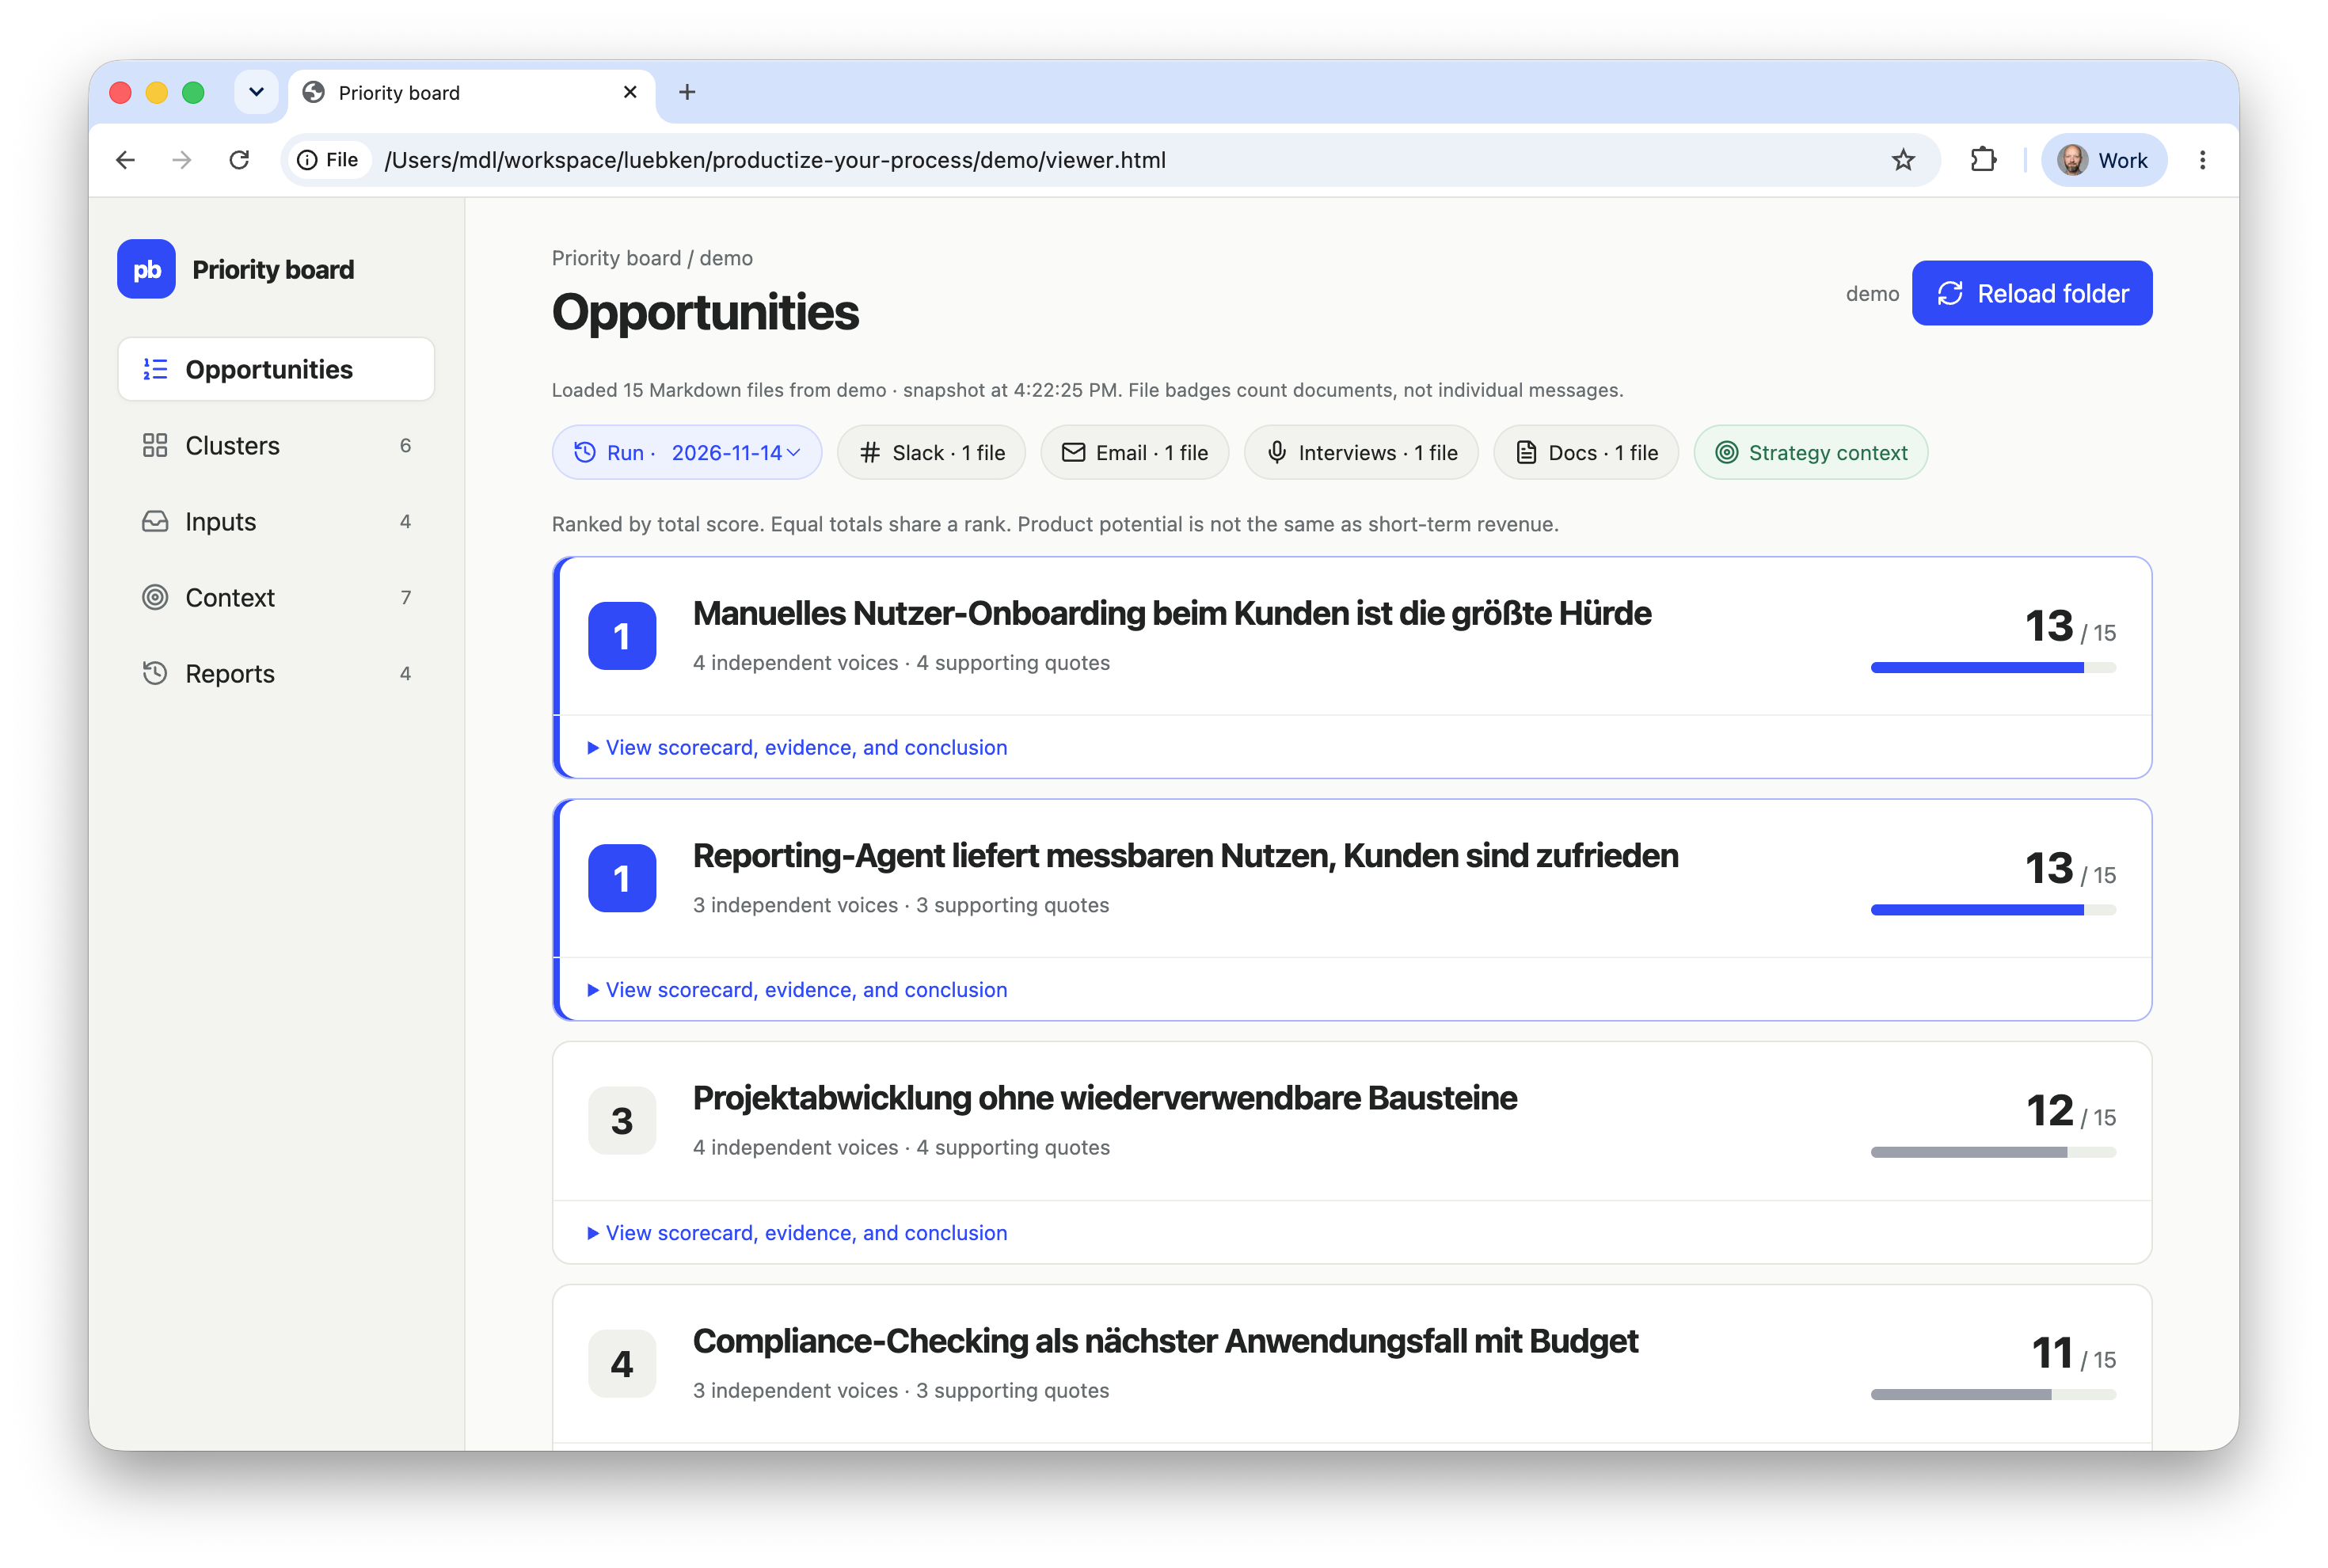 Priority board
File /Users/mdl/workspace/luebken/productize-your-process/demo/viewer.html
Work
pb Priority board
Opportunities
Clusters 6
Inputs 4
Context 7
Reports 4
Priority board / demo
Opportunities
demo
Reload folder
Loaded 15 Markdown files from demo · snapshot at 4:22:25 PM. File badges count documents, not individual messages.
Run · 2026-11-14
Slack · 1 file
Email · 1 file
Interviews · 1 file
Docs · 1 file
Strategy context
Ranked by total score. Equal totals share a rank. Product potential is not the same as short-term revenue.
1
Manuelles Nutzer-Onboarding beim Kunden ist die größte Hürde
4 independent voices · 4 supporting quotes
13 / 15
View scorecard, evidence, and conclusion
1
Reporting-Agent liefert messbaren Nutzen, Kunden sind zufrieden
3 independent voices · 3 supporting quotes
13 / 15
View scorecard, evidence, and conclusion
3
Projektabwicklung ohne wiederverwendbare Bausteine
4 independent voices · 4 supporting quotes
12 / 15
View scorecard, evidence, and conclusion
4
Compliance-Checking als nächster Anwendungsfall mit Budget
3 independent voices · 3 supporting quotes
11 / 15